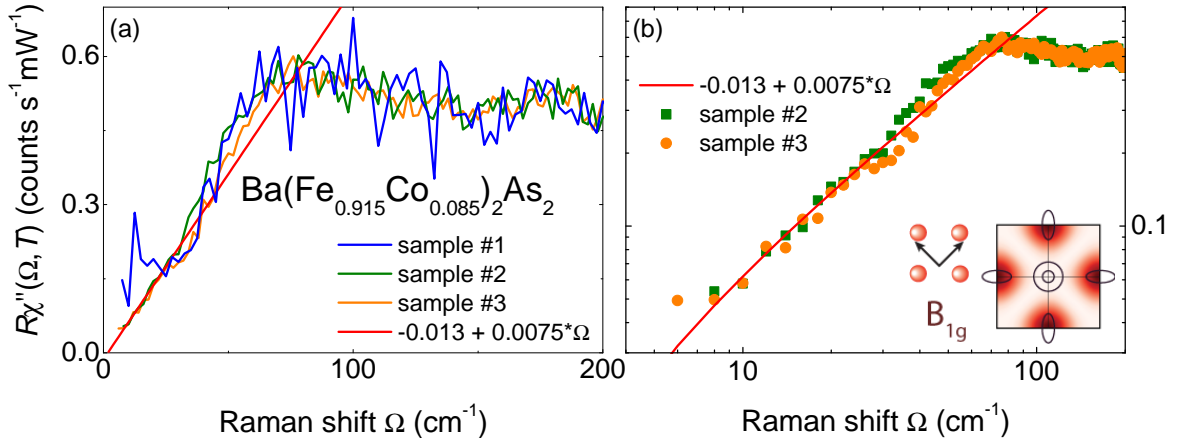 (a)
0.6
0.3
0.0
Rχ''(Ω, T) (counts s⁻¹mW⁻¹)
Ba(Fe₀.₉₁₅Co₀.₀₈₅)₂As₂
sample #1
sample #2
sample #3
-0.013 + 0.0075*Ω
0 100 200
Raman shift Ω (cm⁻¹)
(b)
-0.013 + 0.0075*Ω
sample #2
sample #3
0.1
B₁g
10 100
Raman shift Ω (cm⁻¹)